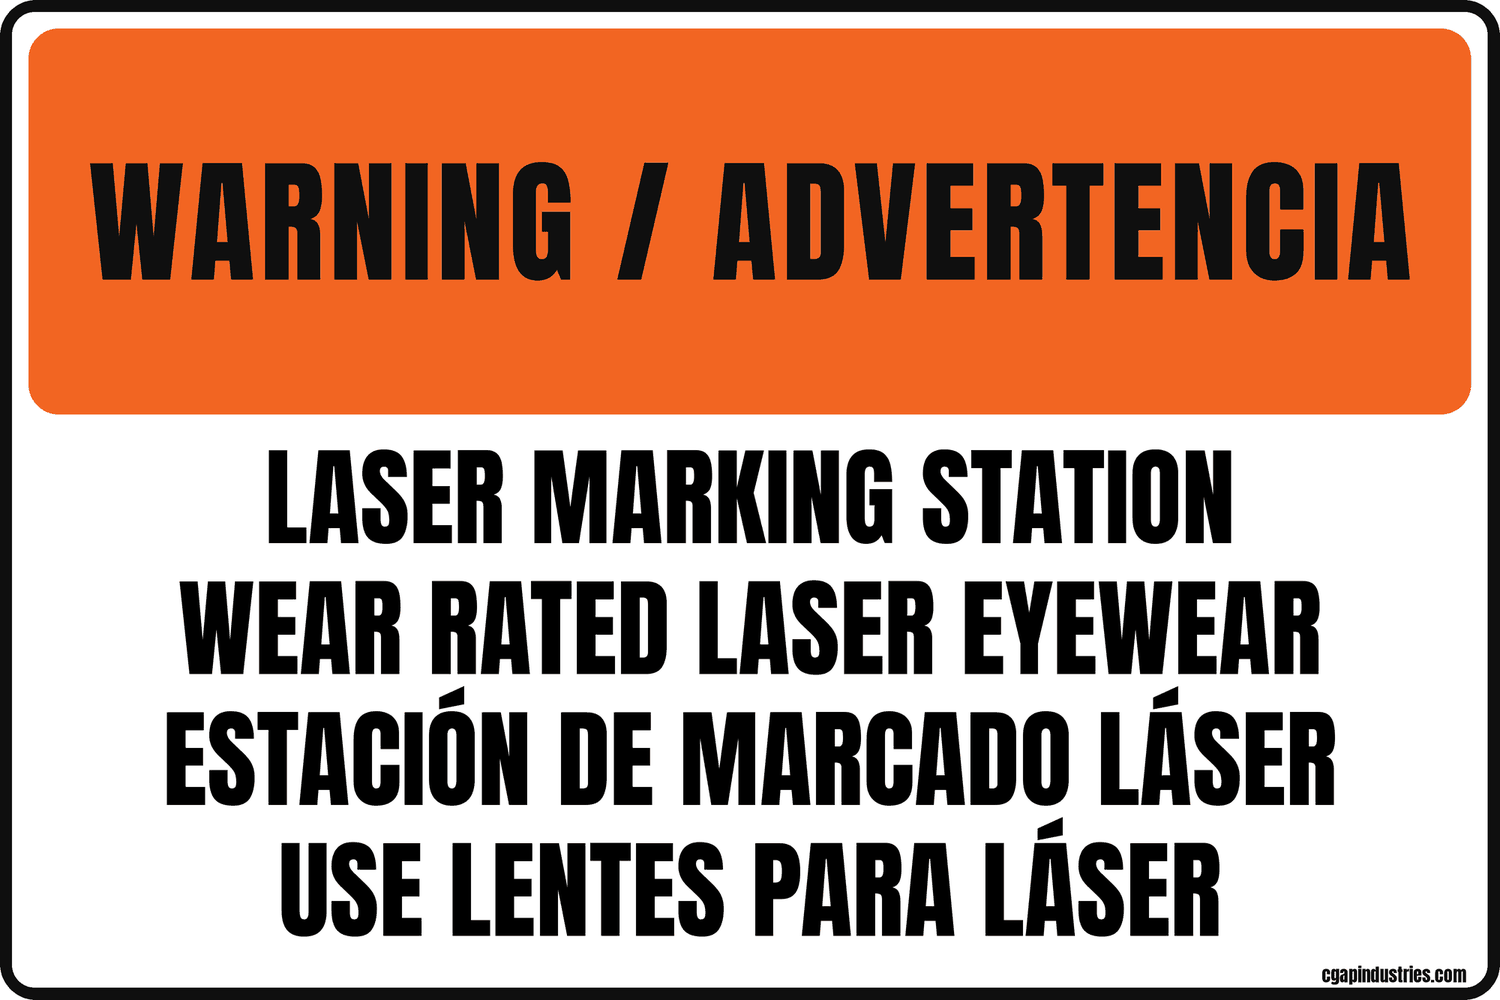 WARNING / ADVERTENCIA
LASER MARKING STATION
WEAR RATED LASER EYEWEAR
ESTACIÓN DE MARCADO LÁSER
USE LENTES PARA LÁSER
cgapindustries.com